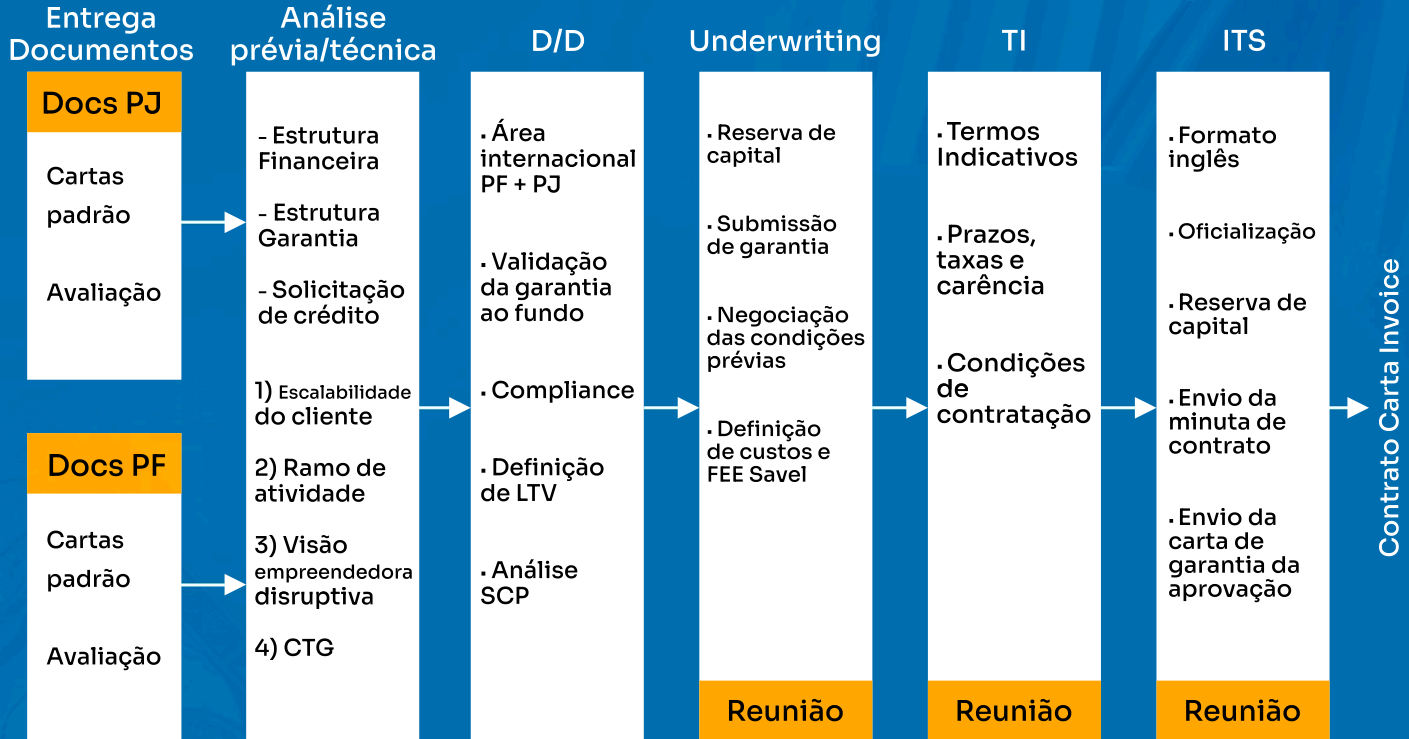 Entrega
Documentos
Docs PJ
Cartas
padrão
Avaliação
Docs PF
Cartas
padrão
Avaliação
Análise
prévia/técnica
- Estrutura
Financeira
- Estrutura
Garantia
- Solicitação
de crédito
1) Escalabilidade
do cliente
2) Ramo de
atividade
3) Visão
empreendedora
disruptiva
4) CTG
D/D
· Área
internacional
PF + PJ
· Validação
da garantia
ao fundo
· Compliance
· Definição
de LTV
· Análise
SCP
Underwriting
· Reserva de
capital
· Submissão
de garantia
· Negociação
das condições
prévias
· Definição
de custos e
FEE Savel
Reunião
TI
· Termos
Indicativos
· Prazos,
taxas e
carência
· Condições
de
contratação
Reunião
ITS
· Formato
inglês
· Oficialização
· Reserva de
capital
· Envio da
minuta de
contrato
· Envio da
carta de
garantia da
aprovação
Reunião
Contrato Carta Invoice